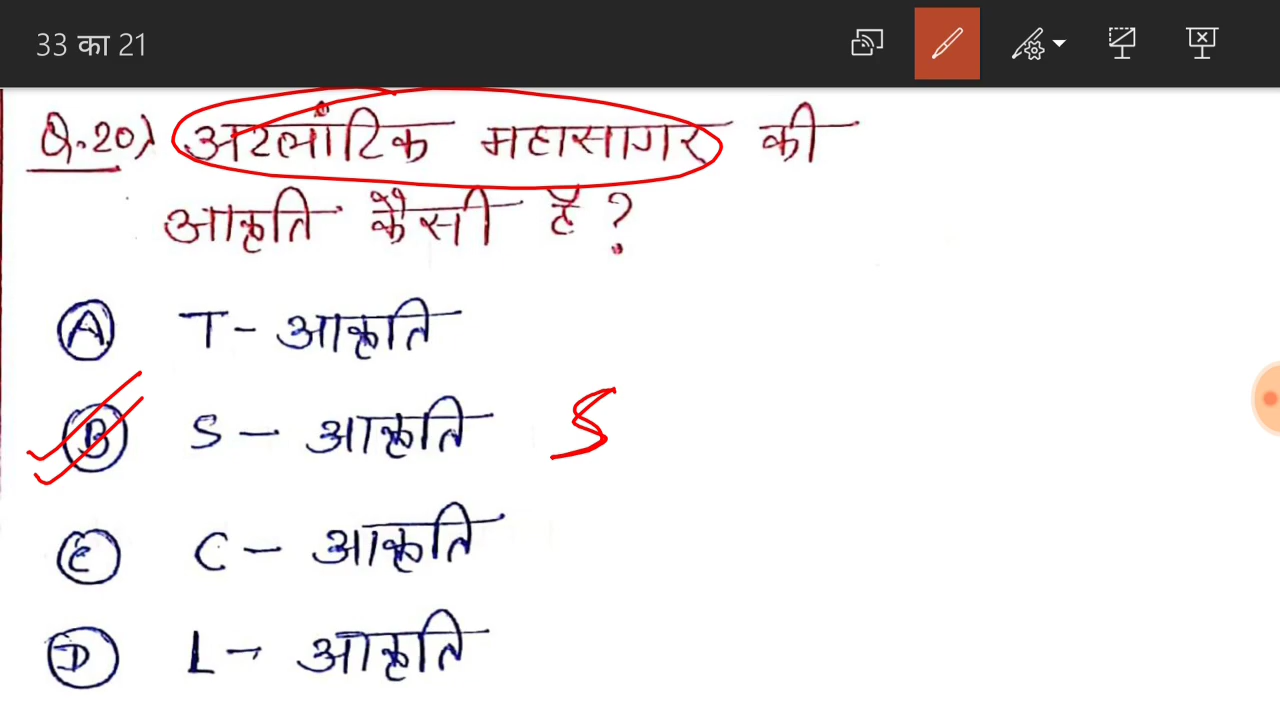 33 का 21
Q.20) अटलांटिक महासागर की
आकृति कैसी है ?
A T- आकृति
B S - आकृति S
C C - आकृति
D L - आकृति